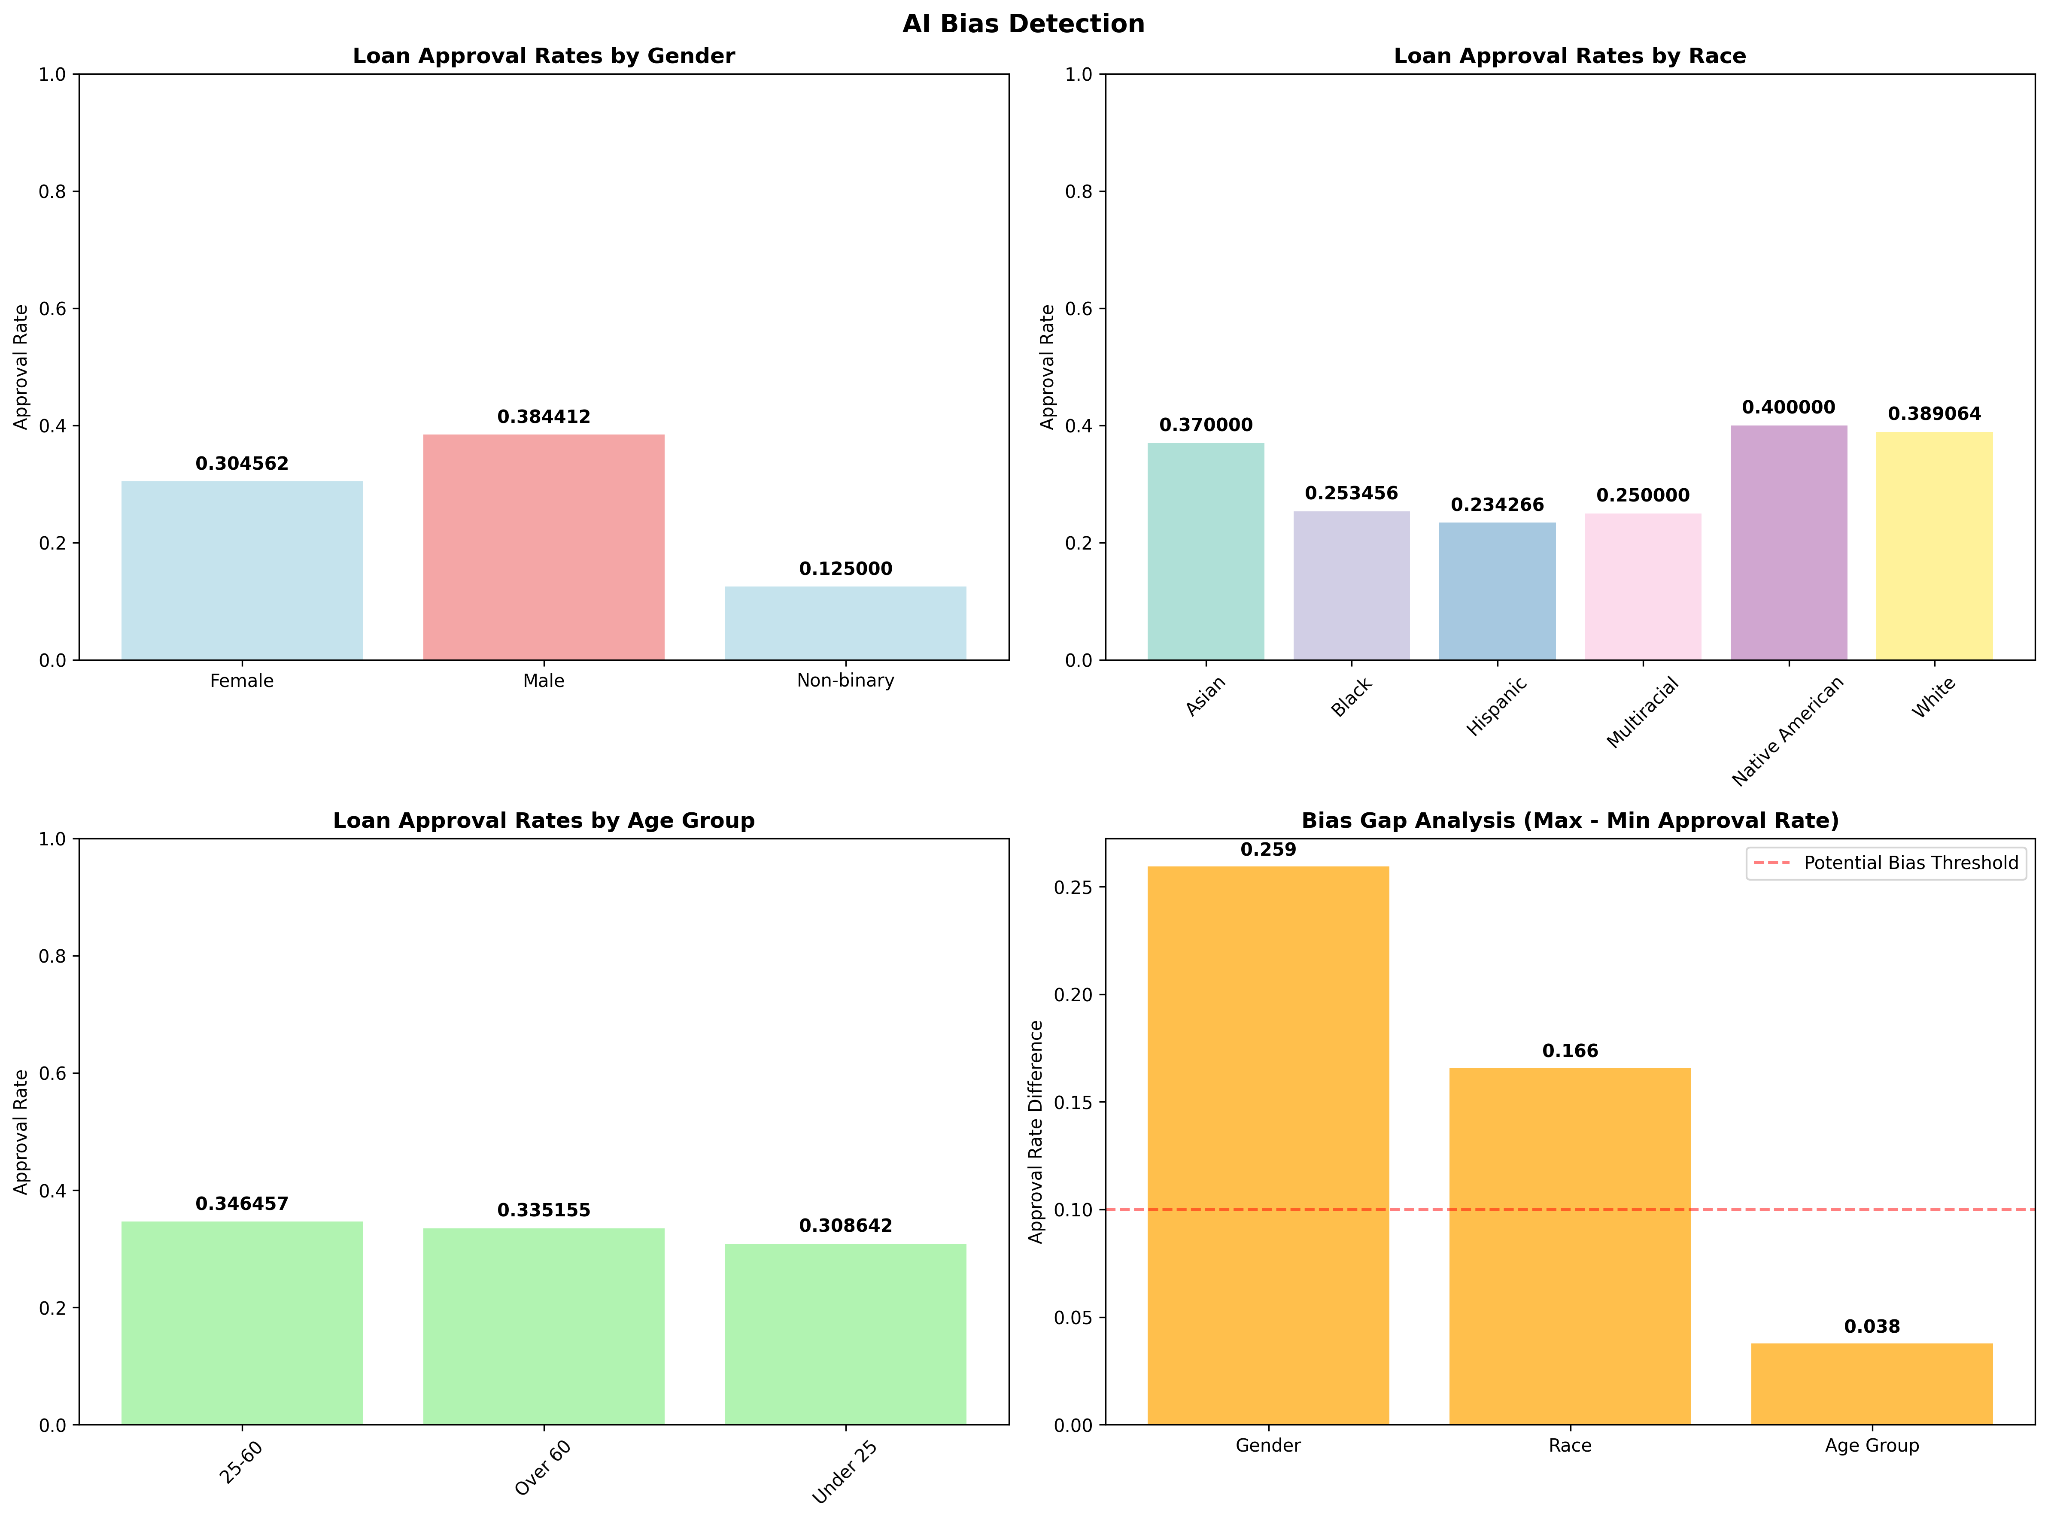 AI Bias Detection
Loan Approval Rates by Gender
Approval Rate
1.0
0.8
0.6
0.4
0.2
0.0
0.304562
0.384412
0.125000
Female
Male
Non-binary
Loan Approval Rates by Race
Approval Rate
1.0
0.8
0.6
0.4
0.2
0.0
0.370000
0.253456
0.234266
0.250000
0.400000
0.389064
Asian
Black
Hispanic
Multiracial
Native American
White
Loan Approval Rates by Age Group
Approval Rate
1.0
0.8
0.6
0.4
0.2
0.0
0.346457
0.335155
0.308642
25-60
Over 60
Under 25
Bias Gap Analysis (Max - Min Approval Rate)
Approval Rate Difference
0.25
0.20
0.15
0.10
0.05
0.00
0.259
0.166
0.038
Potential Bias Threshold
Gender
Race
Age Group